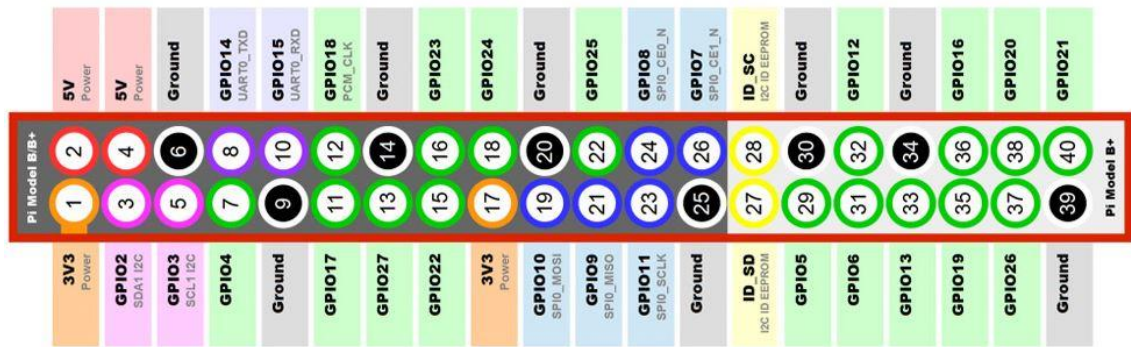 5V
Power
5V
Power
Ground
GPIO14
UART0_TXD
GPIO15
UART0_RXD
GPIO18
PCM_CLK
Ground
GPIO23
GPIO24
Ground
GPIO25
GPIO8
SPI0_CE0_N
GPIO7
SPI0_CE1_N
ID_SC
I2C ID EEPROM
Ground
GPIO12
Ground
GPIO16
GPIO20
GPIO21
Pi Model B/B+
2 4 6 8 10 12 14 16 18 20 22 24 26 28 30 32 34 36 38 40
1 3 5 7 9 11 13 15 17 19 21 23 25 27 29 31 33 35 37 39
Pi Model B+
3V3
Power
GPIO2
SDA1 I2C
GPIO3
SCL1 I2C
GPIO4
Ground
GPIO17
GPIO27
GPIO22
3V3
Power
GPIO10
SPI0_MOSI
GPIO9
SPI0_MISO
GPIO11
SPI0_SCLK
Ground
ID_SD
I2C ID EEPROM
GPIO5
GPIO6
GPIO13
GPIO19
GPIO26
Ground